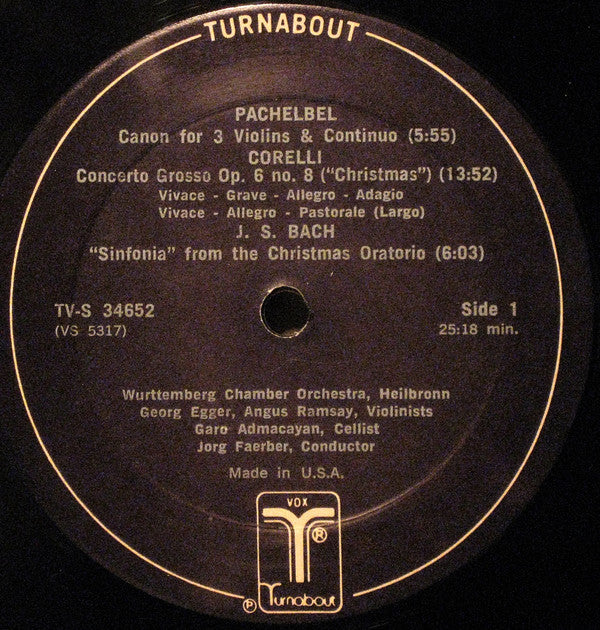 TURNABOUT
PACHELBEL
Canon for 3 Violins & Continuo (5:55)
CORELLI
Concerto Grosso Op. 6 no. 8 ("Christmas") (13:52)
Vivace - Grave - Allegro - Adagio
Vivace - Allegro - Pastorale (Largo)
J. S. BACH
"Sinfonia" from the Christmas Oratorio (6:03)
TV-S 34652
(VS 5317)
Side 1
25:18 min.
Wurttemberg Chamber Orchestra, Heilbronn
Georg Egger, Angus Ramsay, Violinists
Garo Admacayan, Cellist
Jorg Faerber, Conductor
Made in U.S.A.
VOX
®
℗ Turnabout